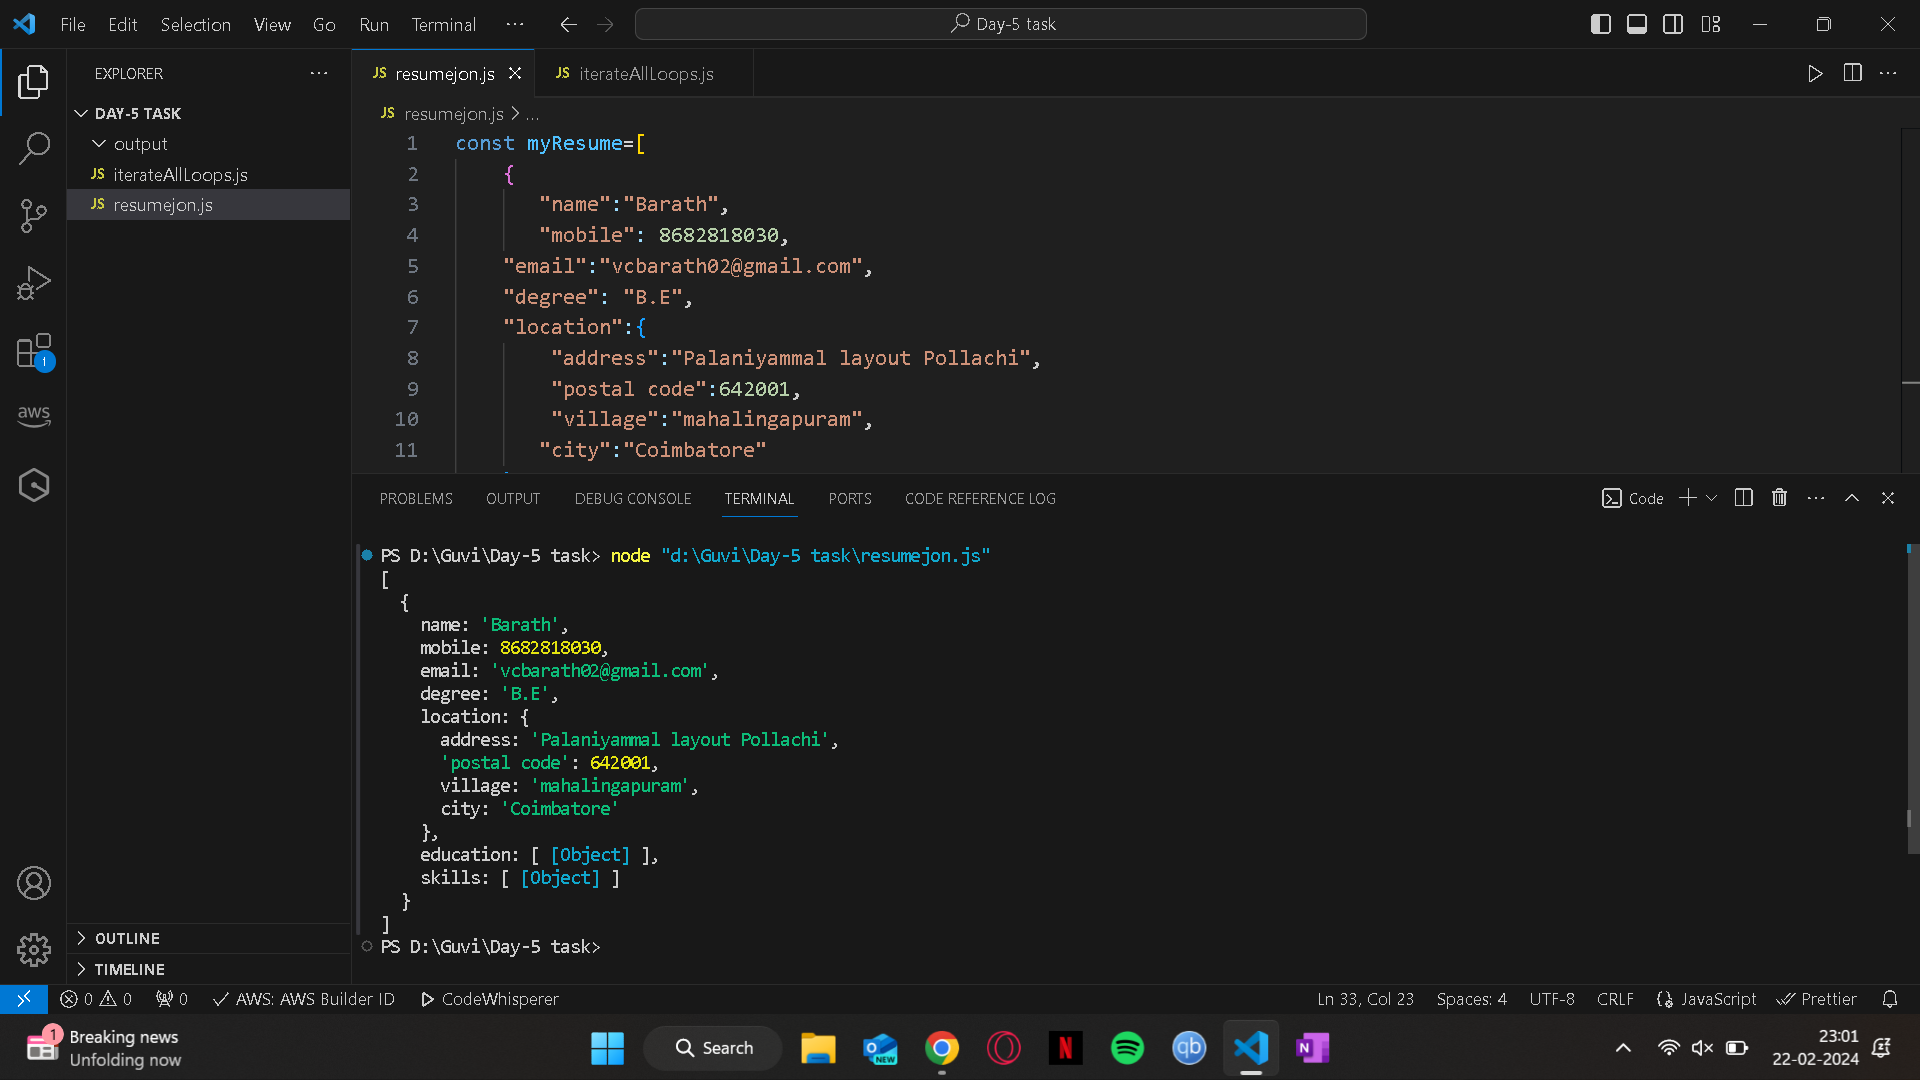 File Edit Selection View Go Run Terminal ··· Day-5 task
EXPLORER ···
DAY-5 TASK
output
JS iterateAllLoops.js
JS resumejon.js
OUTLINE
TIMELINE
1
aws
JS resumejon.js JS iterateAllLoops.js
JS resumejon.js > ...
1 const myResume=[
2 {
3 "name":"Barath",
4 "mobile": 8682818030,
5 "email":"vcbarath02@gmail.com",
6 "degree": "B.E",
7 "location":{
8 "address":"Palaniyammal layout Pollachi",
9 "postal code":642001,
10 "village":"mahalingapuram",
11 "city":"Coimbatore"
PROBLEMS OUTPUT DEBUG CONSOLE TERMINAL PORTS CODE REFERENCE LOG Code
PS D:\Guvi\Day-5 task> node "d:\Guvi\Day-5 task\resumejon.js"
[
{
name: 'Barath',
mobile: 8682818030,
email: 'vcbarath02@gmail.com',
degree: 'B.E',
location: {
address: 'Palaniyammal layout Pollachi',
'postal code': 642001,
village: 'mahalingapuram',
city: 'Coimbatore'
},
education: [ [Object] ],
skills: [ [Object] ]
}
]
PS D:\Guvi\Day-5 task>
0 0 0 AWS: AWS Builder ID CodeWhisperer Ln 33, Col 23 Spaces: 4 UTF-8 CRLF {} JavaScript Prettier
1 Breaking news
Unfolding now
Search
NEW
N
qb
N
23:01
22-02-2024